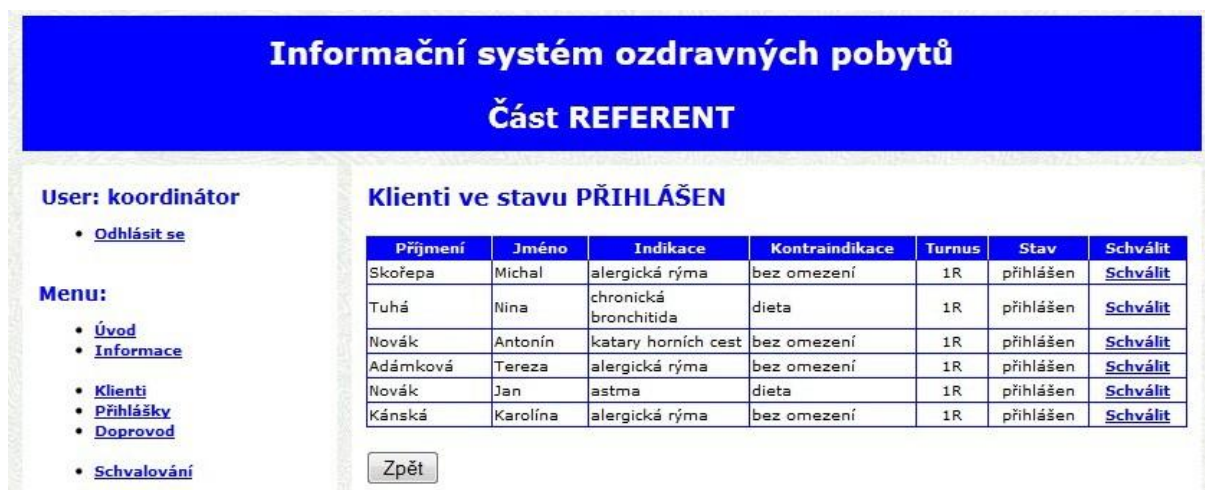 Informační systém ozdravných pobytů
Část REFERENT
User: koordinátor
Odhlásit se
Menu:
Úvod
Informace
Klienti
Přihlášky
Doprovod
Schvalování
Klienti ve stavu PŘIHLÁŠEN
Příjmení Jméno Indikace Kontraindikace Turnus Stav Schválit
Skořepa Michal alergická rýma bez omezení 1R přihlášen Schválit
Tuhá Nina chronická bronchitida dieta 1R přihlášen Schválit
Novák Antonín katary horních cest bez omezení 1R přihlášen Schválit
Adámková Tereza alergická rýma bez omezení 1R přihlášen Schválit
Novák Jan astma dieta 1R přihlášen Schválit
Kánská Karolína alergická rýma bez omezení 1R přihlášen Schválit
Zpět